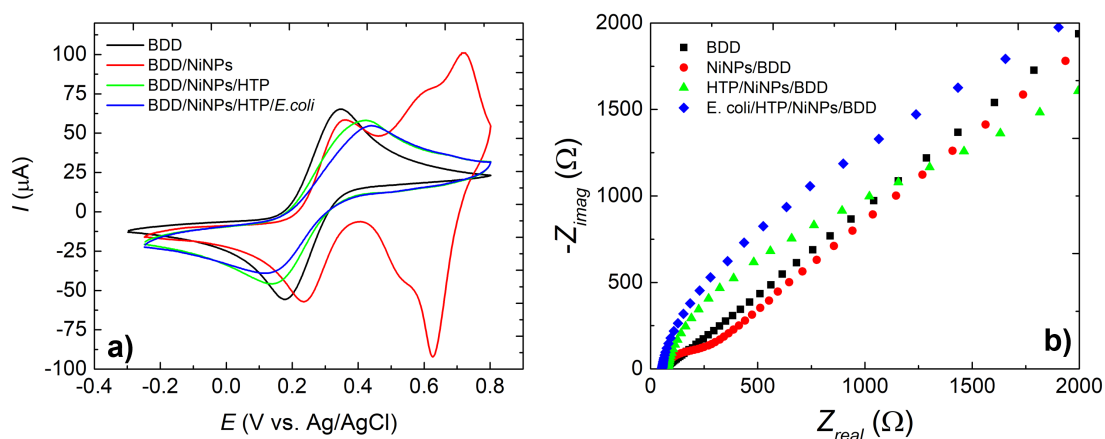 BDD
BDD/NiNPs
BDD/NiNPs/HTP
BDD/NiNPs/HTP/E.coli
a)
100
75
50
25
0
-25
-50
-75
-100
I (µA)
-0.4
-0.2
0.0
0.2
0.4
0.6
0.8
E (V vs. Ag/AgCl)
BDD
NiNPs/BDD
HTP/NiNPs/BDD
E. coli/HTP/NiNPs/BDD
b)
2000
1500
1000
500
0
-Zimag (Ω)
0
500
1000
1500
2000
Zreal (Ω)